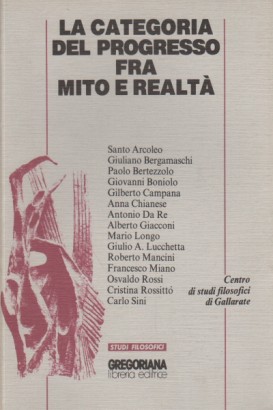 LA CATEGORIA
DEL PROGRESSO
FRA
MITO E REALTÀ
Santo Arcoleo
Giuliano Bergamaschi
Paolo Bertezzolo
Giovanni Boniolo
Gilberto Campana
Anna Chianese
Antonio Da Re
Alberto Giacconi
Mario Longo
Giulio A. Lucchetta
Roberto Mancini
Francesco Miano
Osvaldo Rossi
Cristina Rossittó
Carlo Sini
Centro
di studi filosofici
di Gallarate
STUDI FILOSOFICI
GREGORIANA
libreria editrice